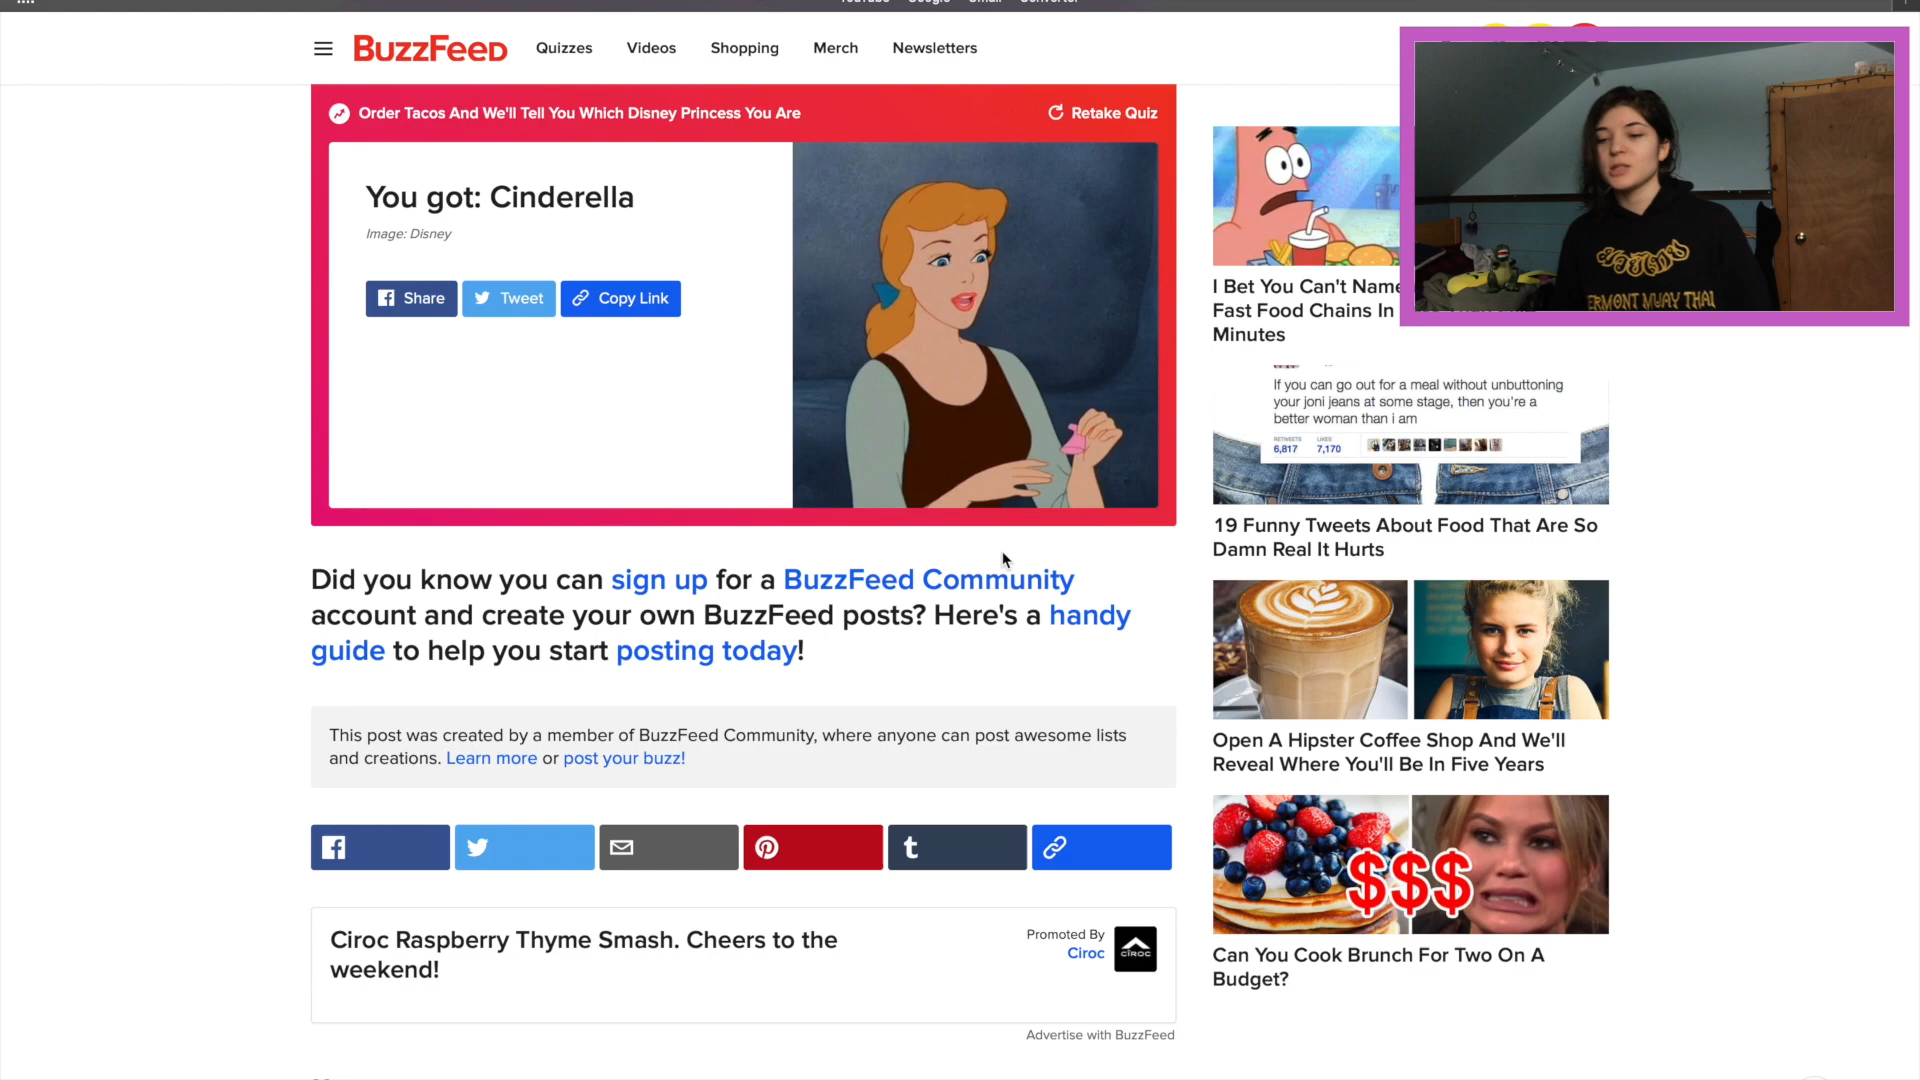 BuzzFeed Quizzes Videos Shopping Merch Newsletters
Order Tacos And We'll Tell You Which Disney Princess You Are
Retake Quiz
You got: Cinderella
Image: Disney
Share Tweet Copy Link
Did you know you can sign up for a BuzzFeed Community
account and create your own BuzzFeed posts? Here's a handy
guide to help you start posting today!
This post was created by a member of BuzzFeed Community, where anyone can post awesome lists
and creations. Learn more or post your buzz!
Ciroc Raspberry Thyme Smash. Cheers to the
weekend!
Promoted By
Ciroc
CIROC
Advertise with BuzzFeed
I Bet You Can't Name
Fast Food Chains In
Minutes
If you can go out for a meal without unbuttoning
your joni jeans at some stage, then you're a
better woman than i am
RETWEETS LIKES
6,817 7,170
19 Funny Tweets About Food That Are So
Damn Real It Hurts
Open A Hipster Coffee Shop And We'll
Reveal Where You'll Be In Five Years
$$$
Can You Cook Brunch For Two On A
Budget?
ERMONT MUAY THAI